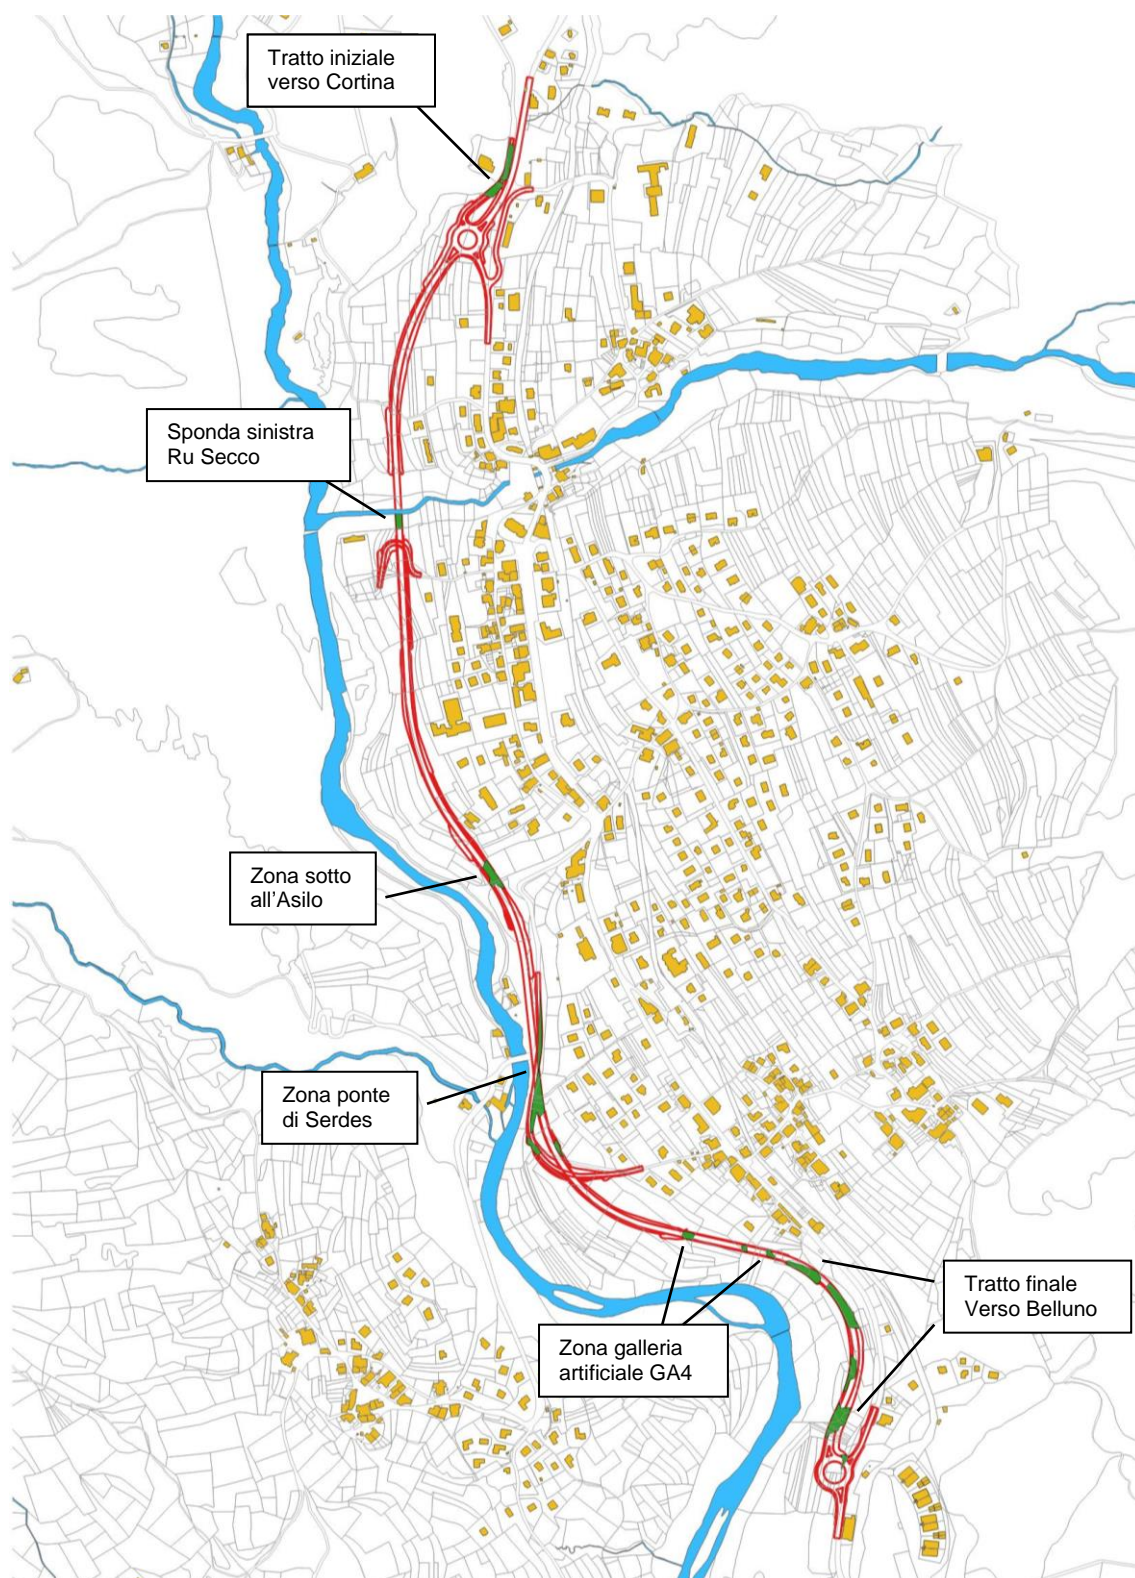 Tratto iniziale
verso Cortina
Sponda sinistra
Ru Secco
Zona sotto
all'Asilo
Zona ponte
di Serdes
Tratto finale
Verso Belluno
Zona galleria
artificiale GA4